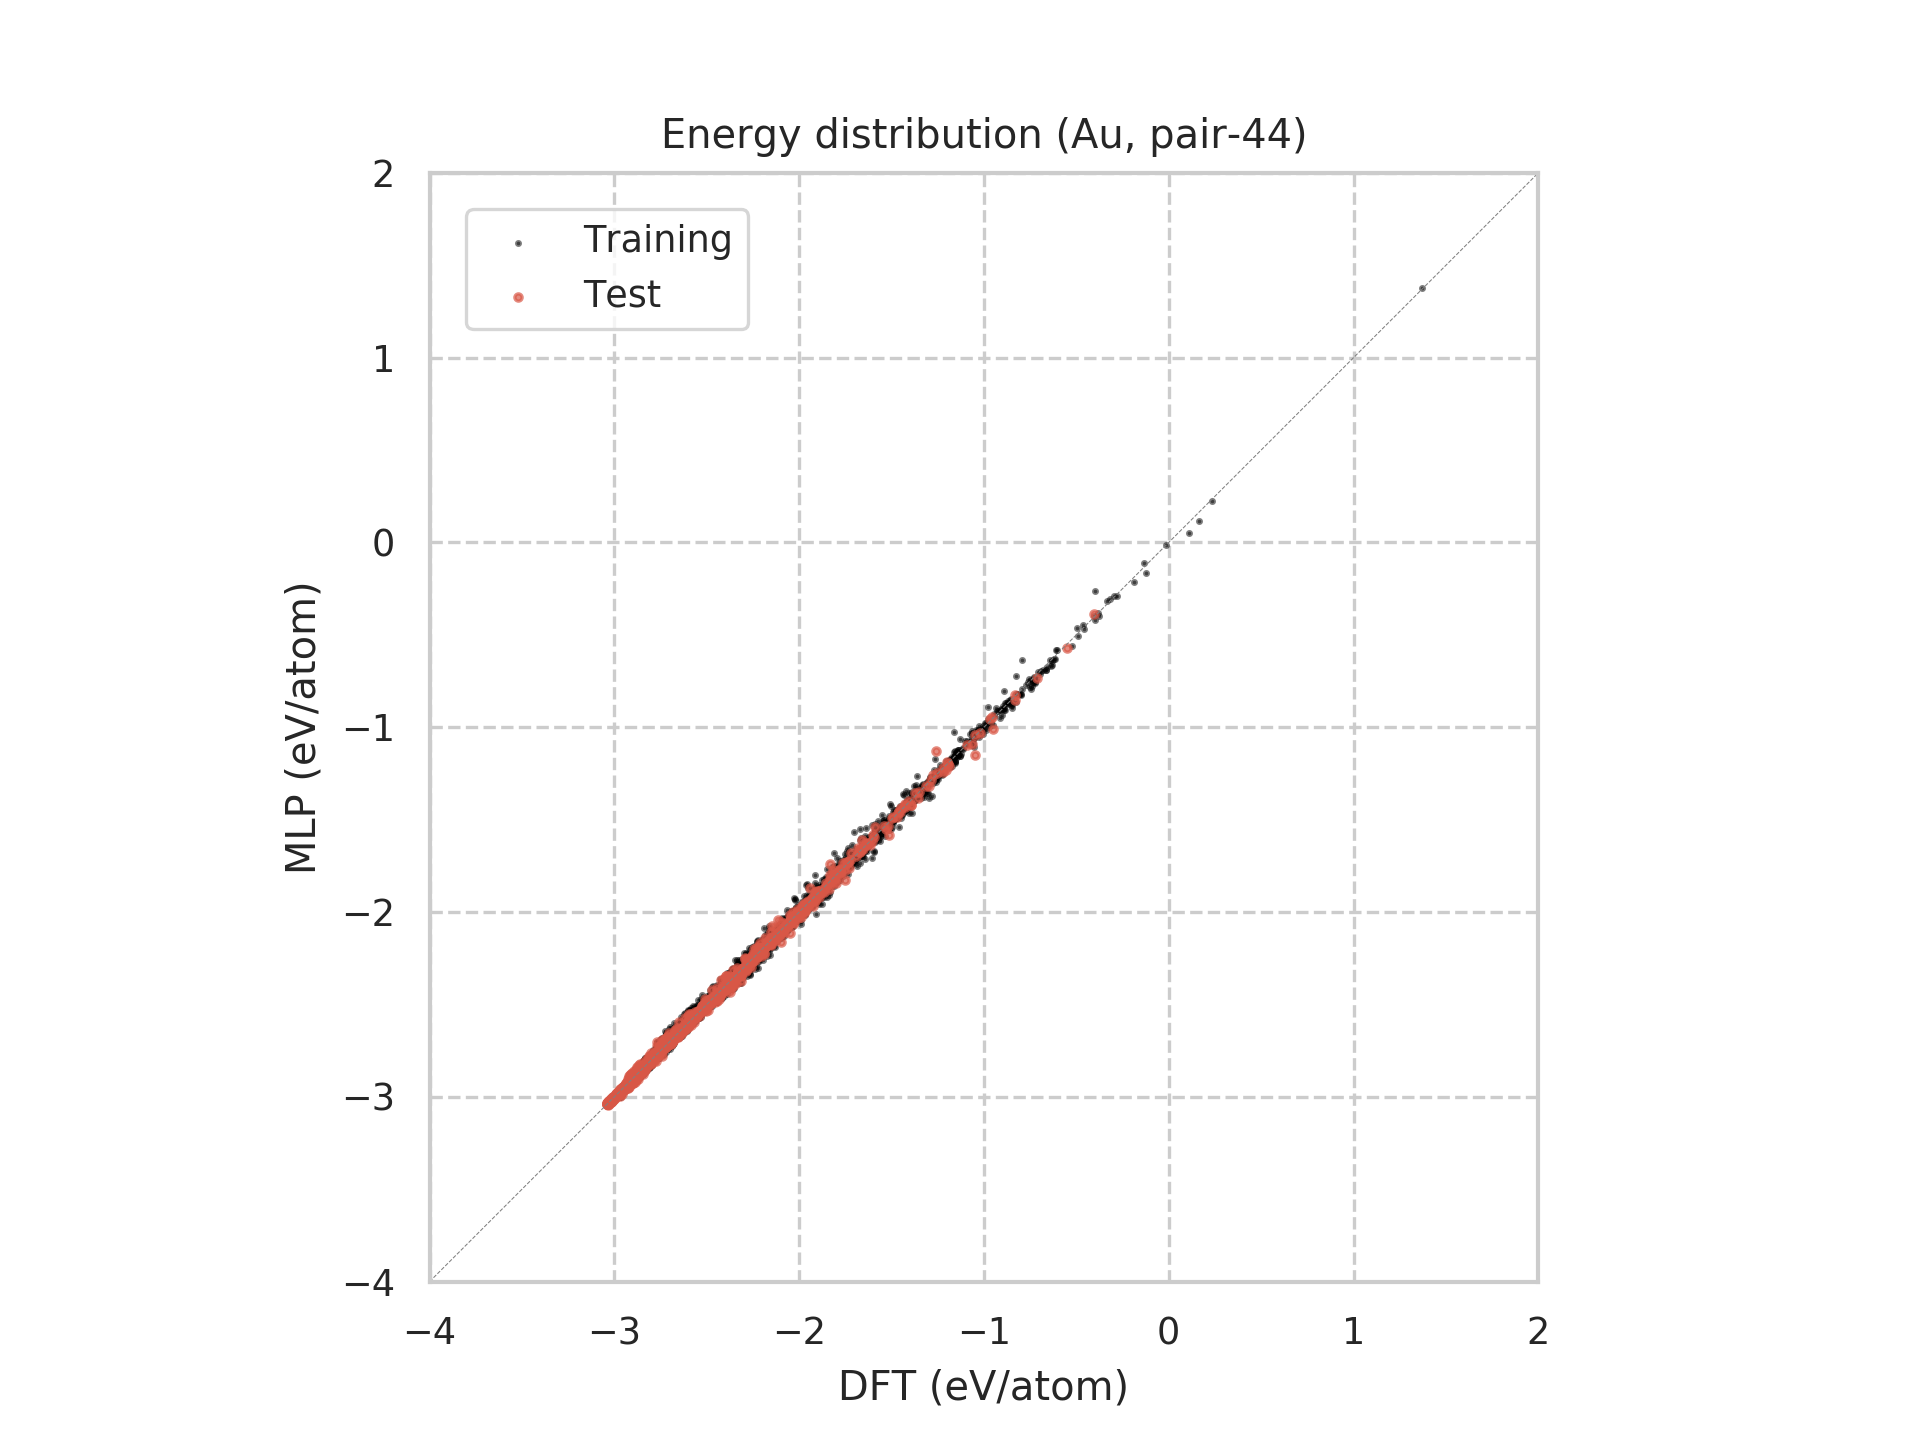 Energy distribution (Au, pair-44)
Training
Test
2
1
0
−1
−2
−3
−4
MLP (eV/atom)
−4 −3 −2 −1 0 1 2
DFT (eV/atom)